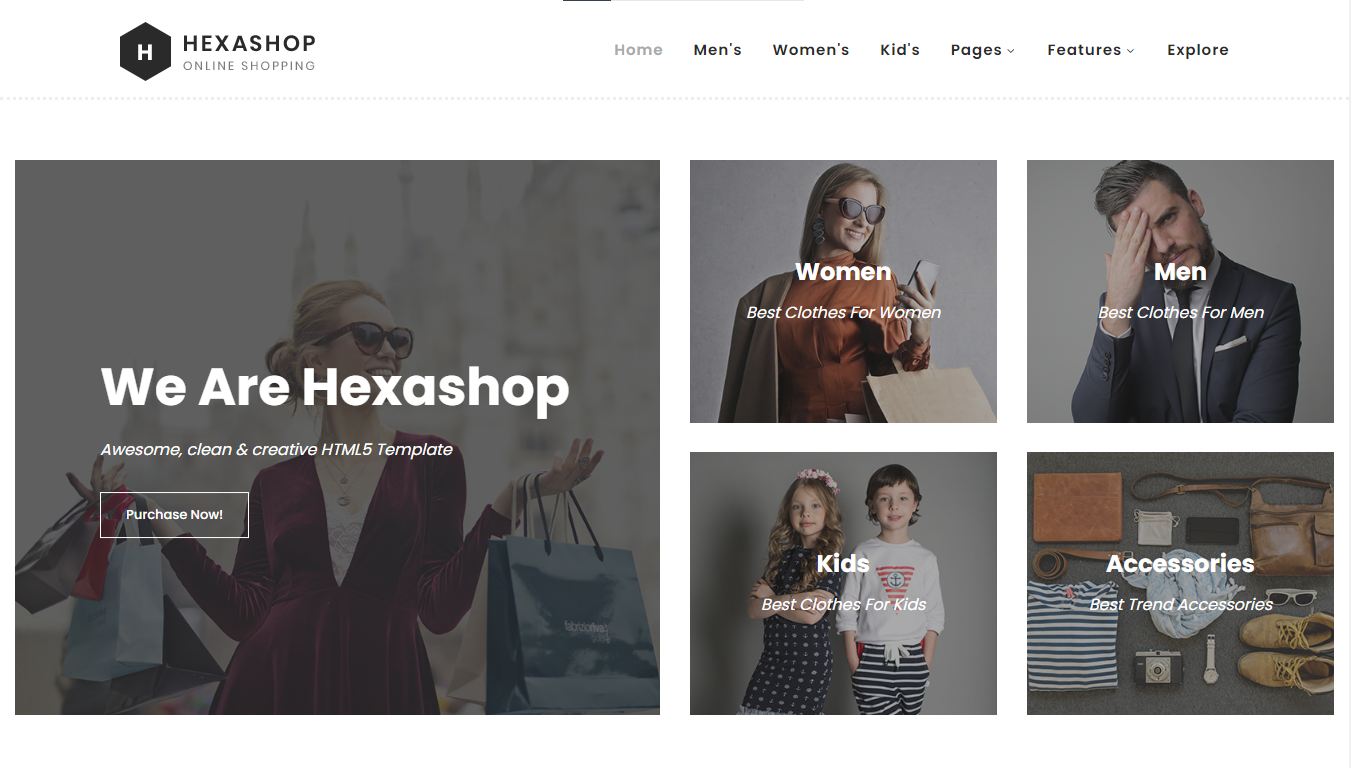 H
HEXASHOP
ONLINE SHOPPING
Home
Men's
Women's
Kid's
Pages
Features
Explore
We Are Hexashop
Awesome, clean & creative HTML5 Template
Purchase Now!
Women
Best Clothes For Women
Men
Best Clothes For Men
Kids
Best Clothes For Kids
Accessories
Best Trend Accessories